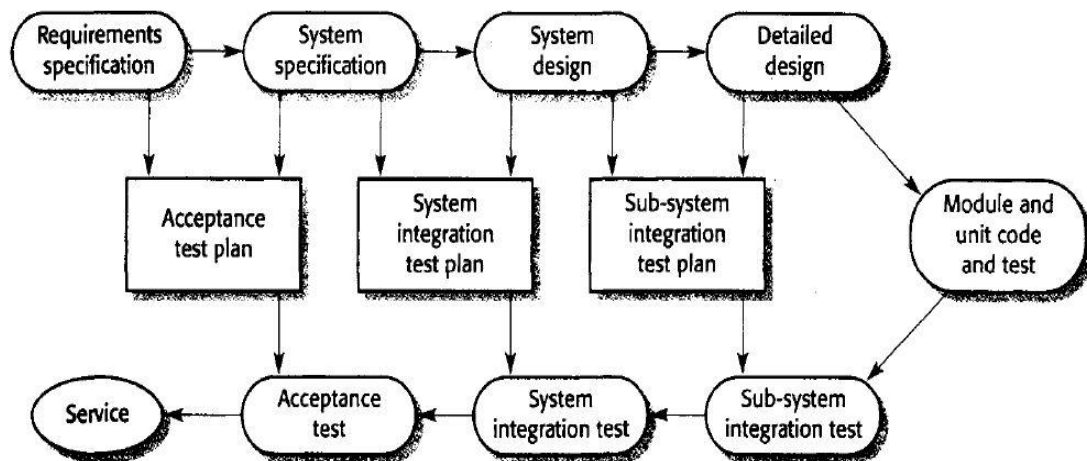 Requirements
specification
System
specification
System
design
Detailed
design
Acceptance
test plan
System
integration
test plan
Sub-system
integration
test plan
Module and
unit code
and test
Service
Acceptance
test
System
integration test
Sub-system
integration test